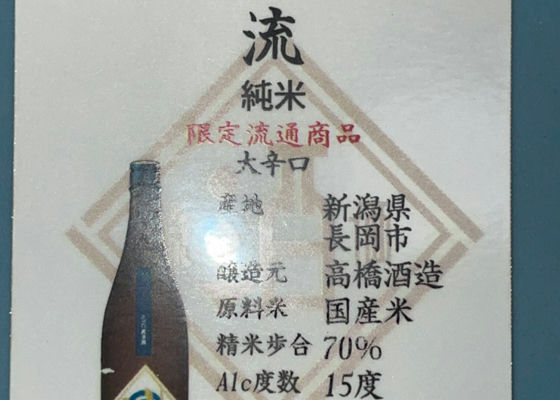 流
純米
限定流通商品
大辛口
産地 新潟県
長岡市
醸造元 高橋酒造
原料米 国産米
精米歩合 70%
Alc度数 15度